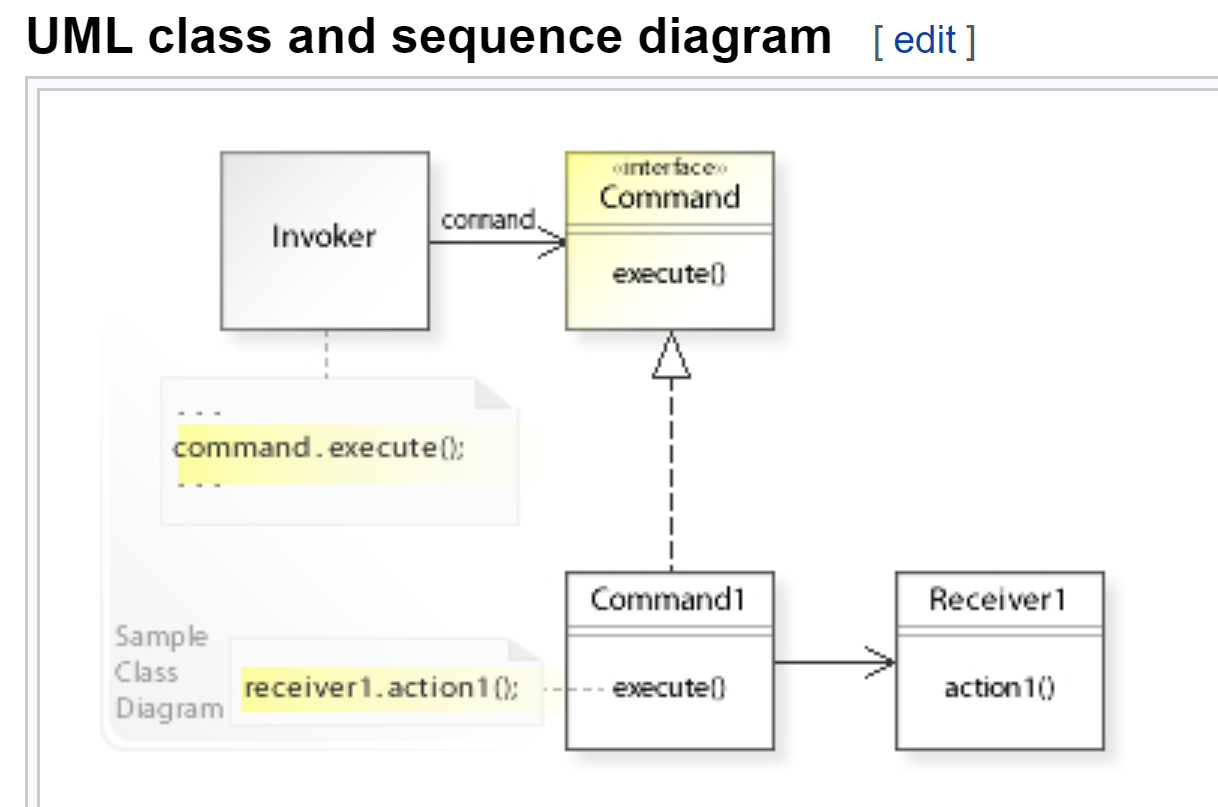 UML class and sequence diagram [ edit ]
Invoker
command
«interface»
Command
execute()
. . .
command.execute();
. . .
Sample
Class
Diagram
receiver1.action1();
Command1
execute()
Receiver1
action1()